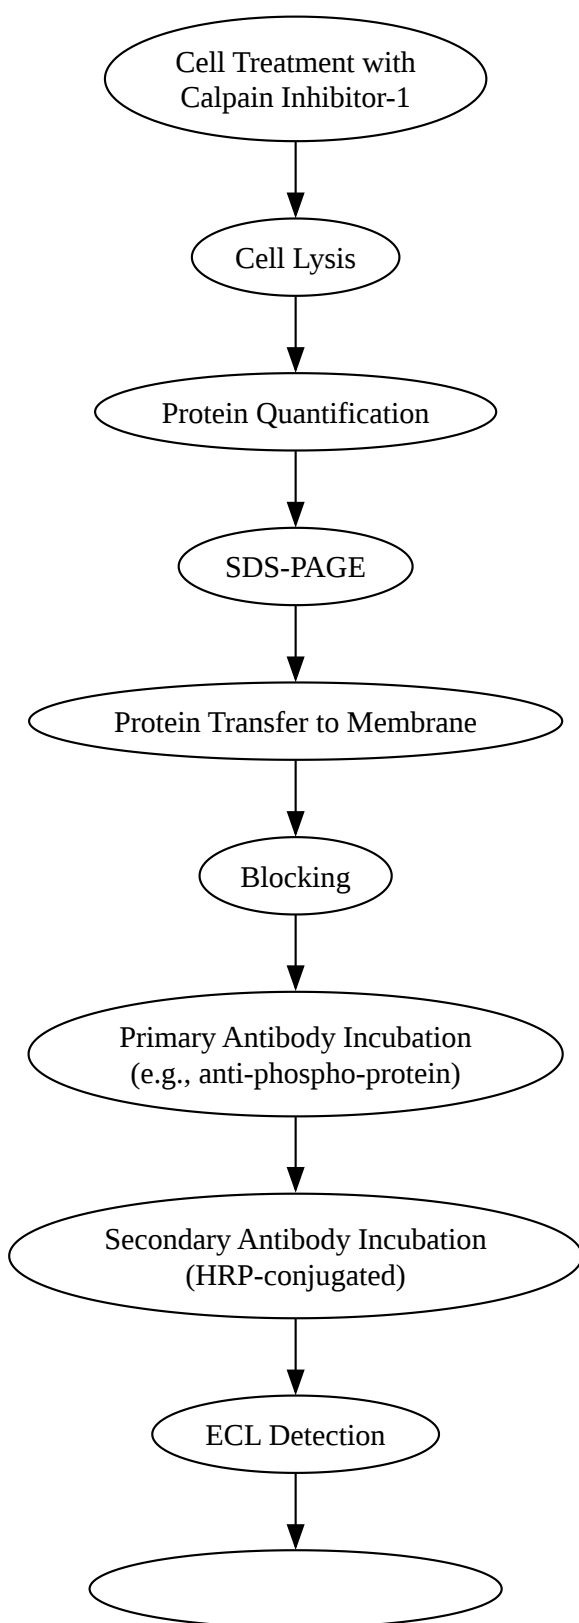 Cell Treatment with
Calpain Inhibitor-1
Cell Lysis
Protein Quantification
SDS-PAGE
Protein Transfer to Membrane
Blocking
Primary Antibody Incubation
(e.g., anti-phospho-protein)
Secondary Antibody Incubation
(HRP-conjugated)
ECL Detection